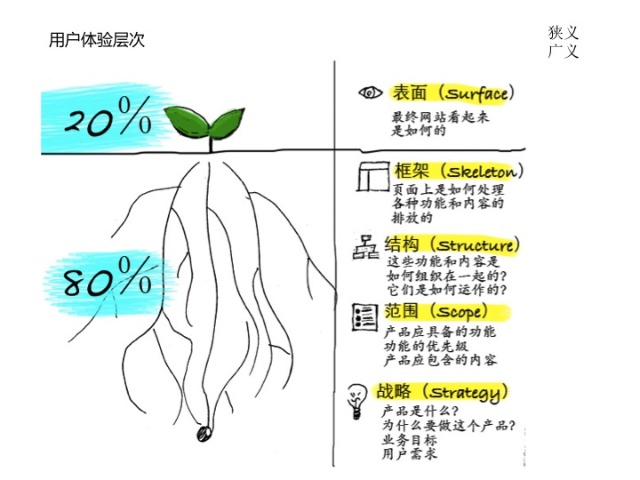 用户体验层次
狭义
广义
20%
表面（Surface）
最终网站看起来
是如何的
框架（Skeleton）
页面上是如何处理
各种功能和内容的
排放的
80%
结构（Structure）
这些功能和内容是
如何组织在一起的?
它们是如何运作的?
范围（Scope）
产品应具备的功能
功能的优先级
产品应包含的内容
战略（Strategy）
产品是什么?
为什么要做这个产品?
业务目标
用户需求